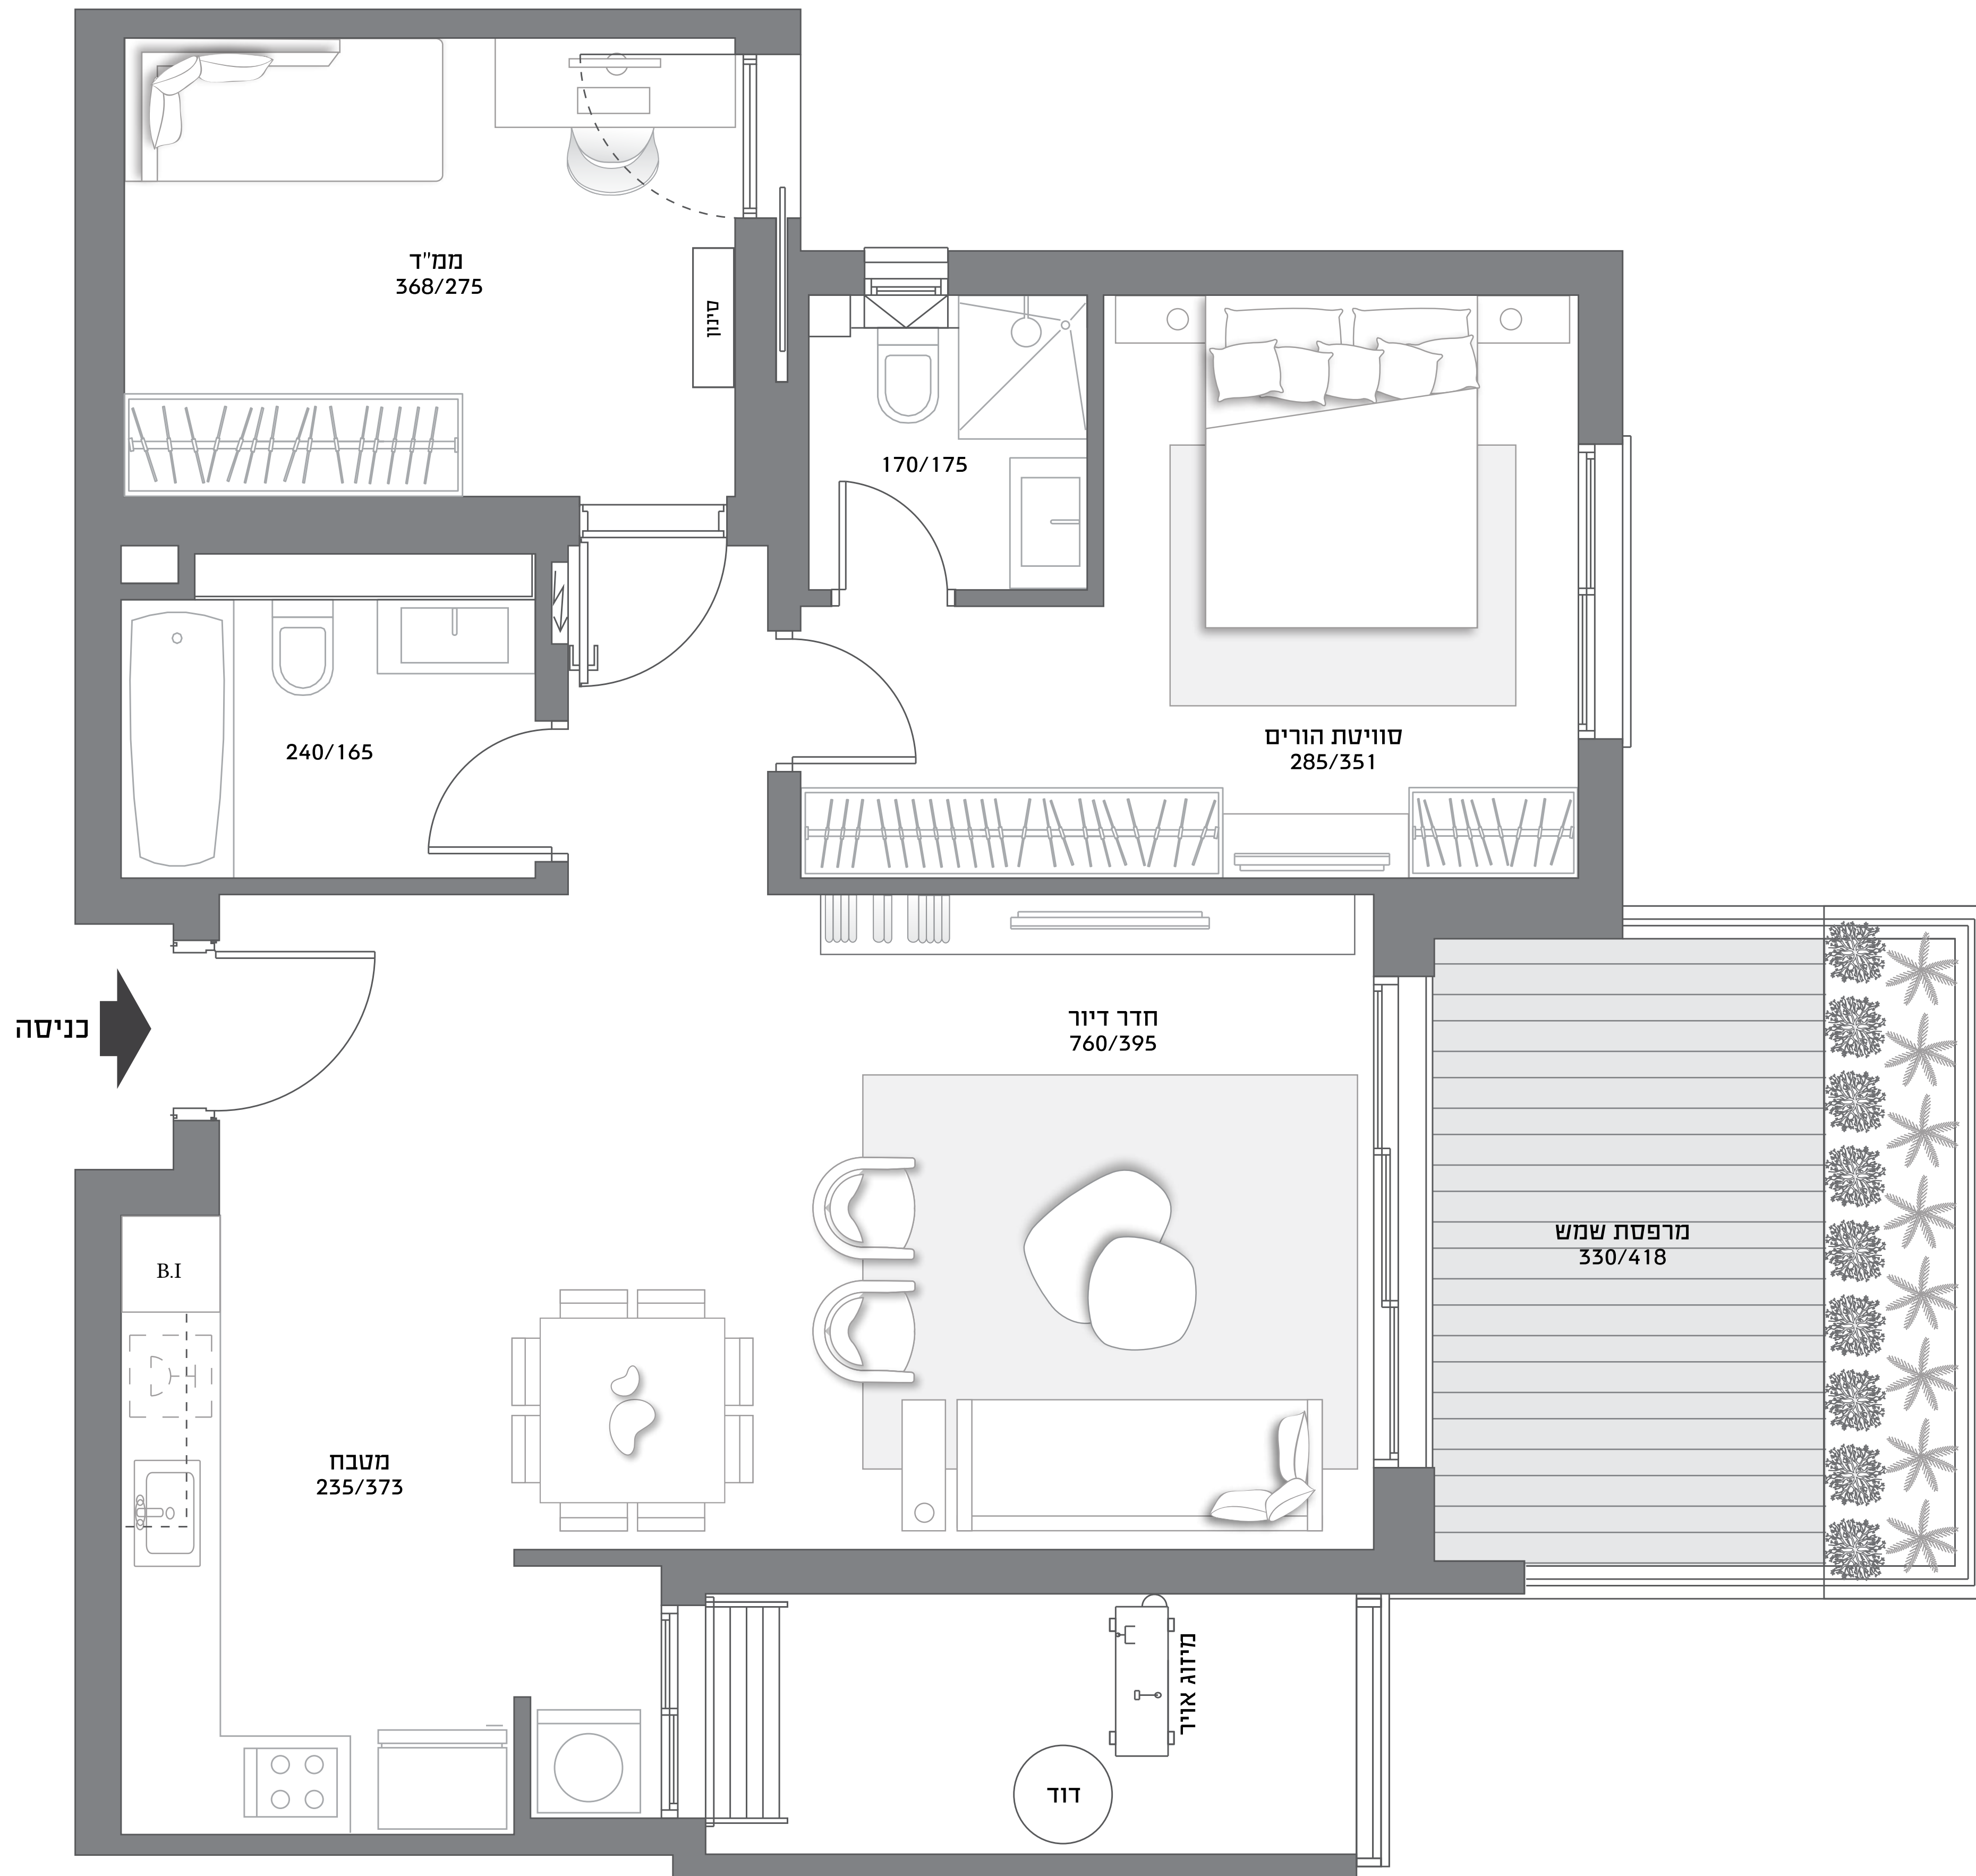 ממ"ד
368/275
סינון
170/175
סוויטת הורים
285/351
240/165
כניסה
חדר דיור
760/395
מרפסת שמש
330/418
B.I
מטבח
235/373
מיזוג אויר
דוד